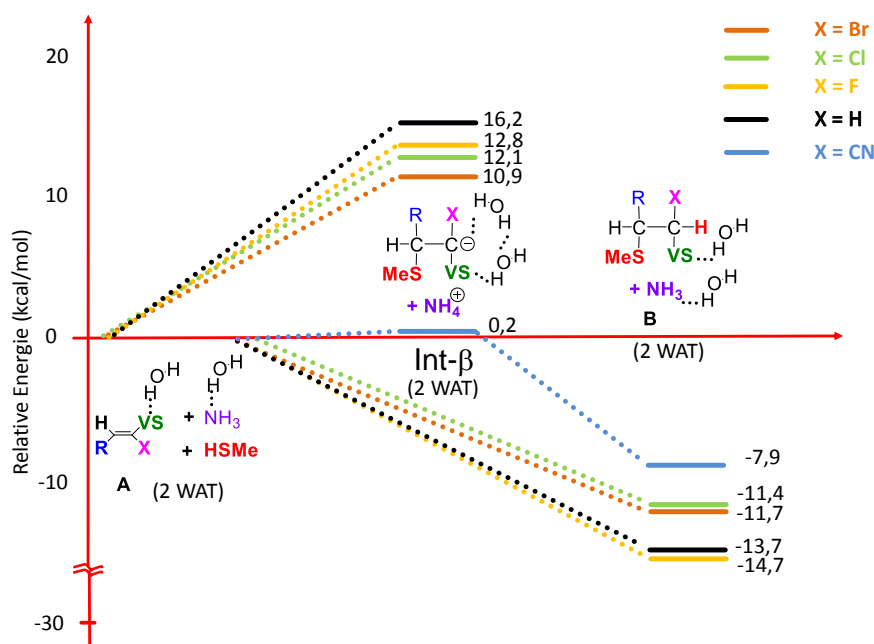 Relative Energie (kcal/mol)
20
10
0
-10
-30
X = Br
X = Cl
X = F
X = H
X = CN
16,2
12,8
12,1
10,9
0,2
-7,9
-11,4
-11,7
-13,7
-14,7
H O H
H VS
R X
A
+ NH3
H O H
+ HSMe
(2 WAT)
R X
H C C ⊖
MeS VS
H O H
H O H
+ NH4 ⊕
Int-β
(2 WAT)
R X
H C C H
MeS VS
H O H
+ NH3
H O H
B
(2 WAT)